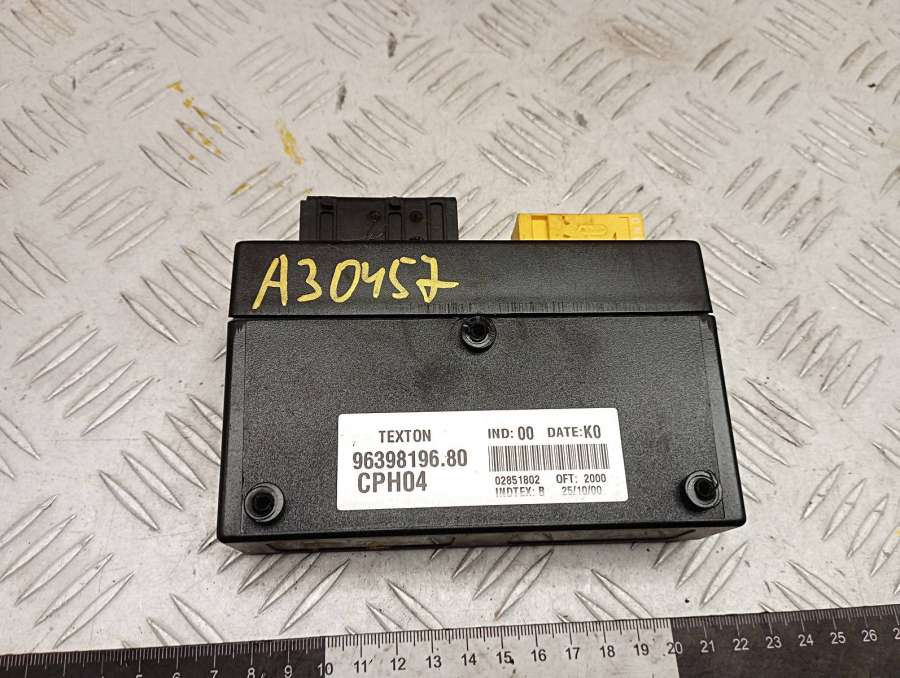 A30457
TEXTON
96398196.80
CPH04
IND: 00 DATE: K0
02851802 OFT: 2000
INDTEX: B 25/10/00
10 11 12 13 14 15 16 17 18 19 20 21 22 23 24 25 26